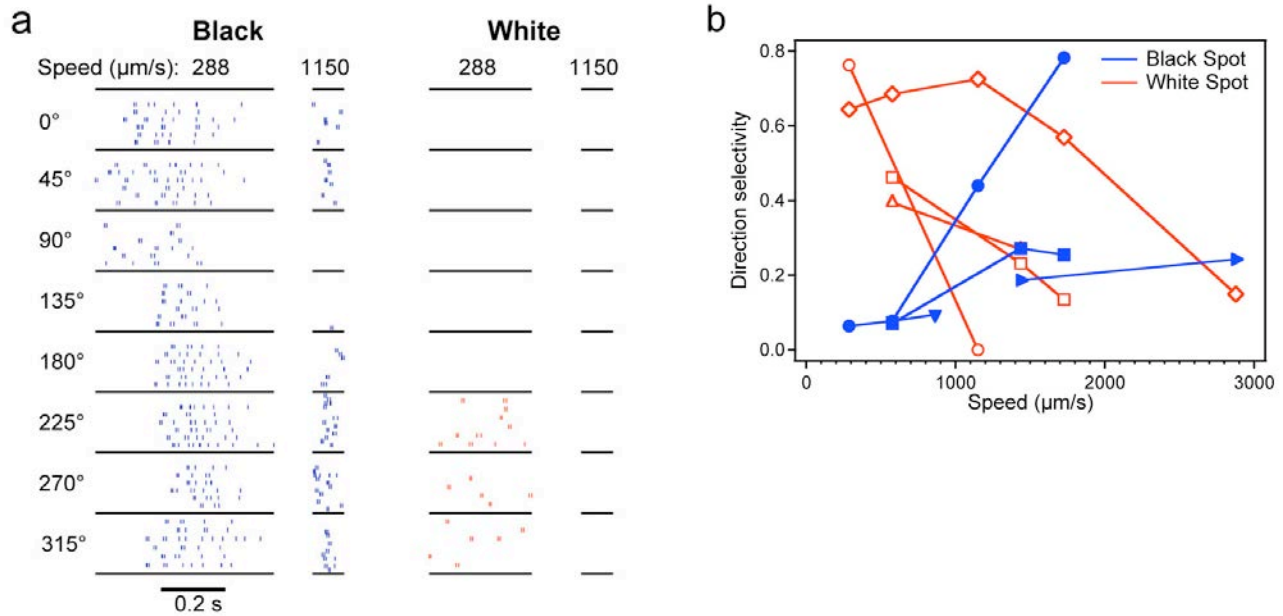 a
Black White
Speed (µm/s): 288 1150 288 1150
0°
45°
90°
135°
180°
225°
270°
315°
0.2 s
b
Direction selectivity
0.8
0.6
0.4
0.2
0.0
Black Spot
White Spot
0 1000 2000 3000
Speed (µm/s)